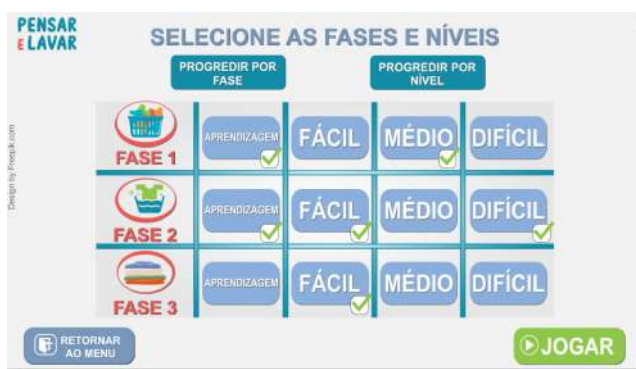 PENSAR
E LAVAR
SELECIONE AS FASES E NÍVEIS
PROGREDIR POR
FASE
PROGREDIR POR
NÍVEL
Design by Freepik.com
FASE 1
APRENDIZAGEM
FÁCIL
MÉDIO
DIFÍCIL
FASE 2
APRENDIZAGEM
FÁCIL
MÉDIO
DIFÍCIL
FASE 3
APRENDIZAGEM
FÁCIL
MÉDIO
DIFÍCIL
RETORNAR
AO MENU
JOGAR